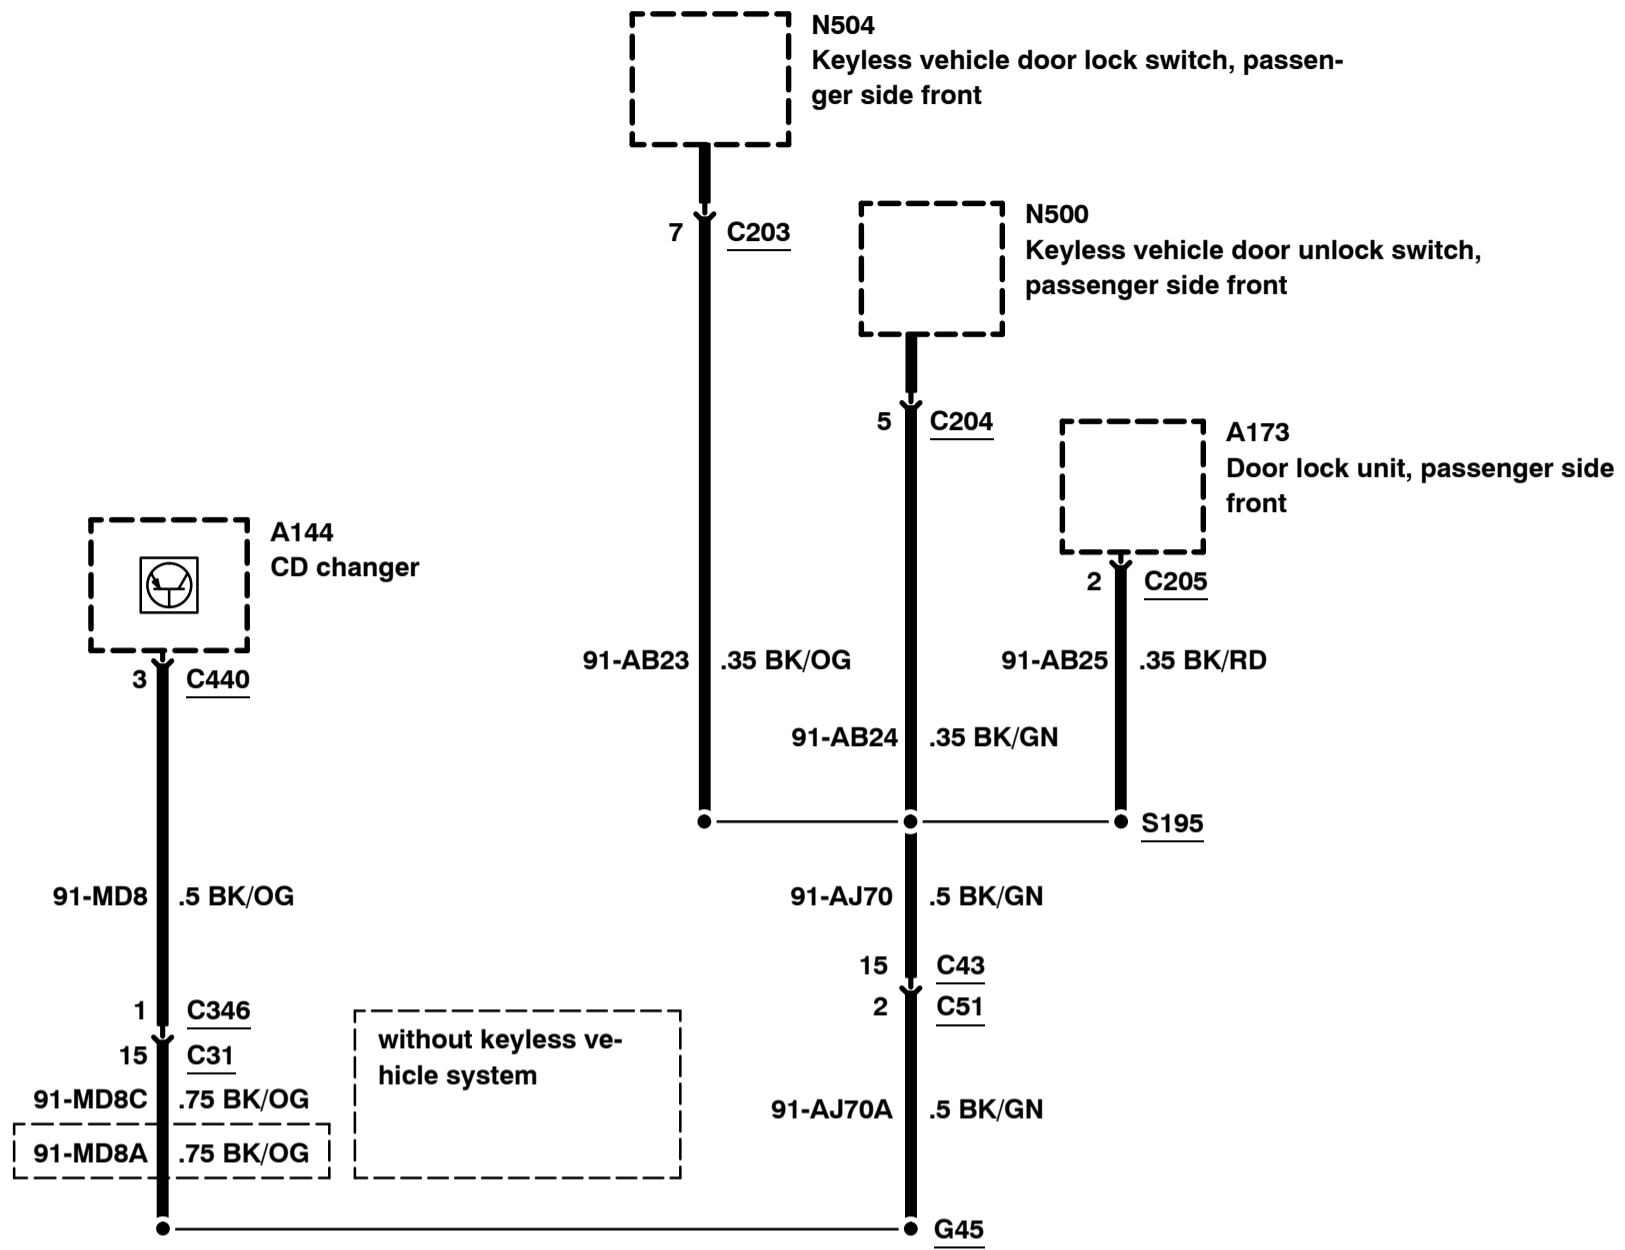 N504
Keyless vehicle door lock switch, passen-
ger side front
7 C203
N500
Keyless vehicle door unlock switch,
passenger side front
5 C204
A173
Door lock unit, passenger side
front
2 C205
A144
CD changer
3 C440
91-AB23 .35 BK/OG
91-AB25 .35 BK/RD
91-AB24 .35 BK/GN
S195
91-MD8 .5 BK/OG
91-AJ70 .5 BK/GN
15 C43
2 C51
1 C346
15 C31
without keyless ve-
hicle system
91-MD8C .75 BK/OG
91-MD8A .75 BK/OG
91-AJ70A .5 BK/GN
G45